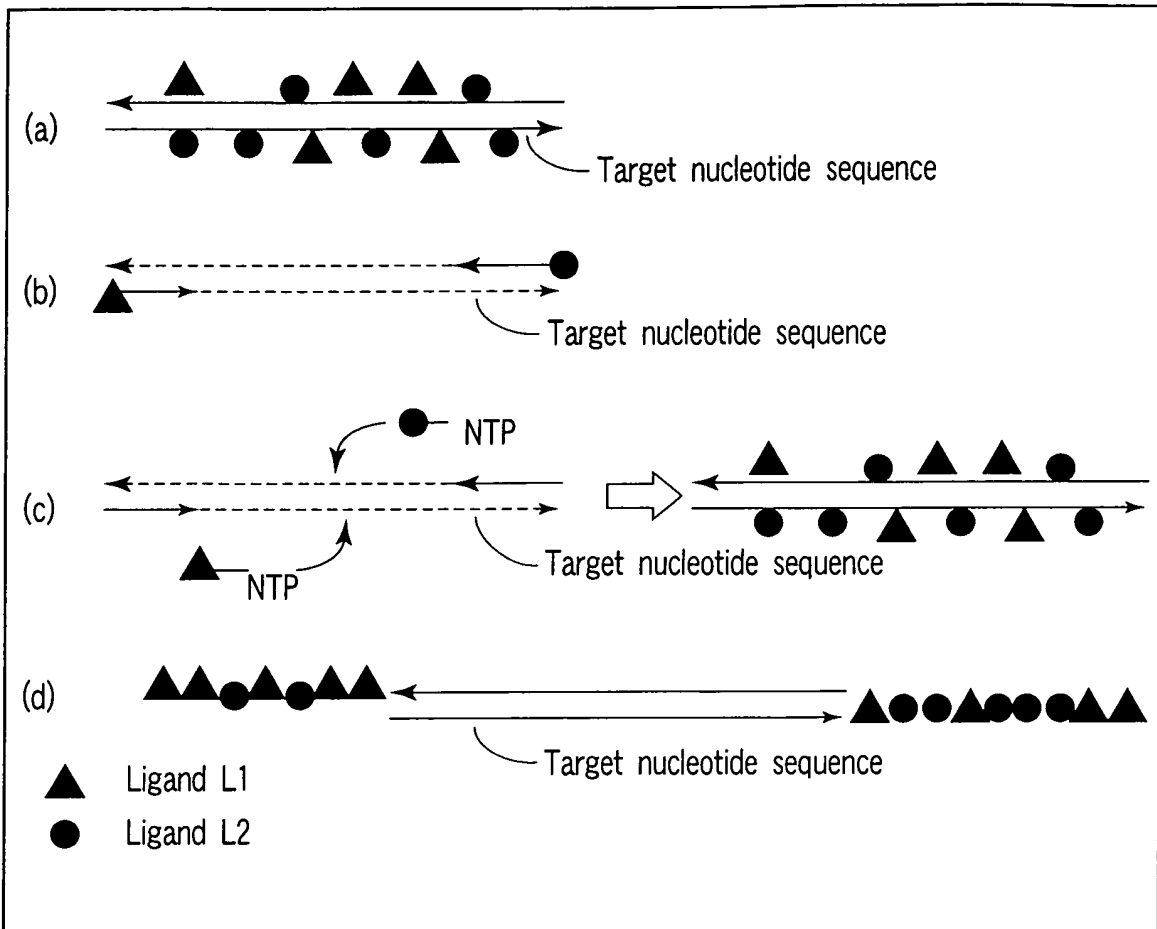 (a)
Target nucleotide sequence
(b)
Target nucleotide sequence
NTP
(c)
Target nucleotide sequence
NTP
(d)
Target nucleotide sequence
Ligand L1
Ligand L2